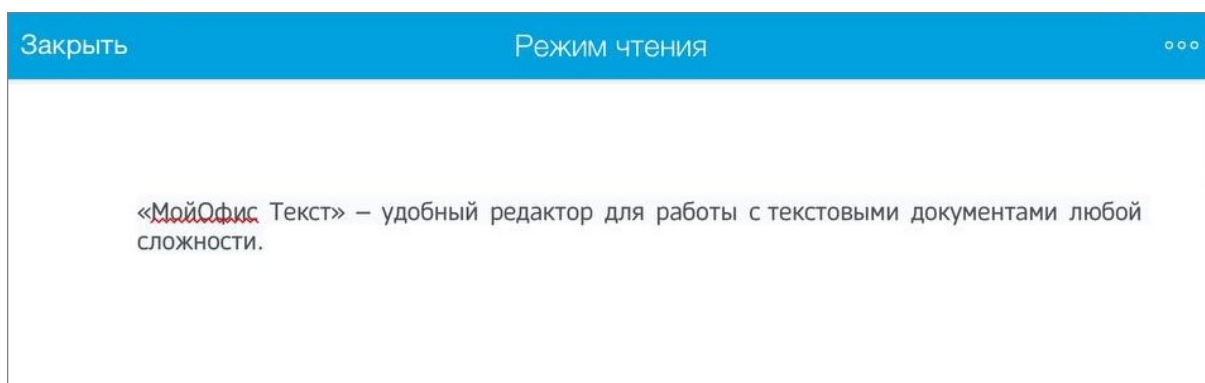 Закрыть Режим чтения
«МойОфис Текст» – удобный редактор для работы с текстовыми документами любой
сложности.